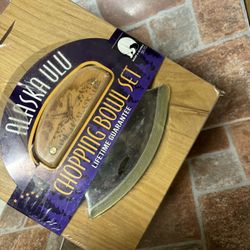 ALASKA ULU
CHOPPING BOWL SET
LIFETIME GUARANTEE